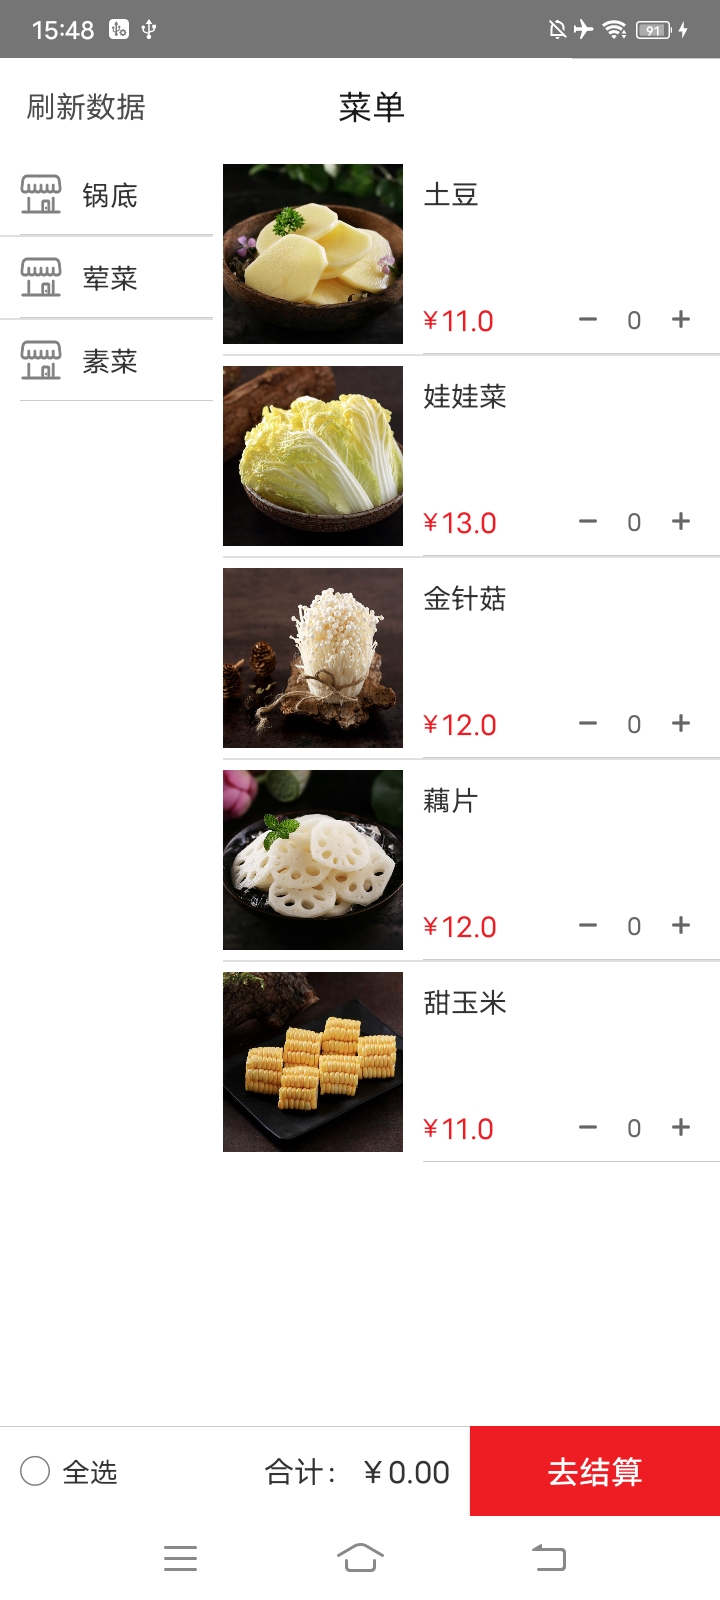 15:48
91
刷新数据
菜单
锅底
荤菜
素菜
土豆
¥11.0
0
娃娃菜
¥13.0
0
金针菇
¥12.0
0
藕片
¥12.0
0
甜玉米
¥11.0
0
全选
合计： ¥0.00
去结算